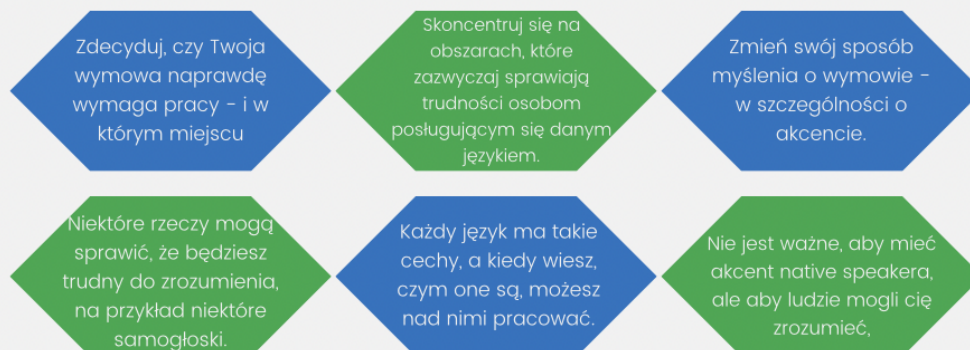 Zdecyduj, czy Twoja
wymowa naprawdę
wymaga pracy - i w
którym miejscu
Skoncentruj się na
obszarach, które
zazwyczaj sprawiają
trudności osobom
posługującym się danym
językiem.
Zmień swój sposób
myślenia o wymowie -
w szczególności o
akcencie.
Niektóre rzeczy mogą
sprawić, że będziesz
trudny do zrozumienia,
na przykład niektóre
samogłoski.
Każdy język ma takie
cechy, a kiedy wiesz,
czym one są, możesz
nad nimi pracować.
Nie jest ważne, aby mieć
akcent native speakera,
ale aby ludzie mogli cię
zrozumieć,